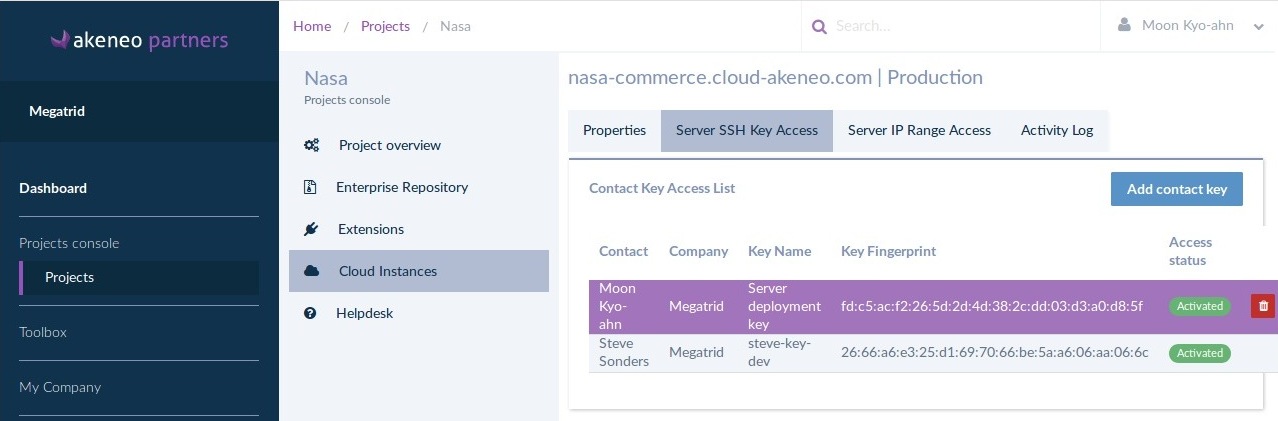 akeneo partners
Megatrid
Dashboard
Projects console
Projects
Toolbox
My Company
Home / Projects / Nasa
Search...
Moon Kyo-ahn
Nasa
Projects console
Project overview
Enterprise Repository
Extensions
Cloud Instances
Helpdesk
nasa-commerce.cloud-akeneo.com | Production
Properties
Server SSH Key Access
Server IP Range Access
Activity Log
Contact Key Access List
Add contact key
Contact
Company
Key Name
Key Fingerprint
Access
status
Moon
Kyo-
ahn
Megatrid
Server
deployment
key
fd:c5:ac:f2:26:5d:2d:4d:38:2c:dd:03:d3:a0:d8:5f
Activated
Steve
Sonders
Megatrid
steve-key-
dev
26:66:a6:e3:25:d1:69:70:66:be:5a:a6:06:aa:06:6c
Activated